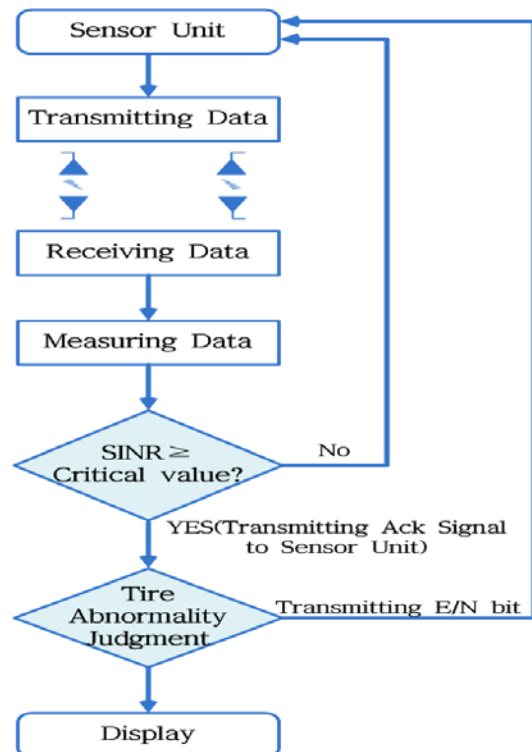 Sensor Unit
Transmitting Data
Receiving Data
Measuring Data
SINR ≥
Critical value?
No
YES(Transmitting Ack Signal
to Sensor Unit)
Tire
Abnormality
Judgment
Transmitting E/N bit
Display